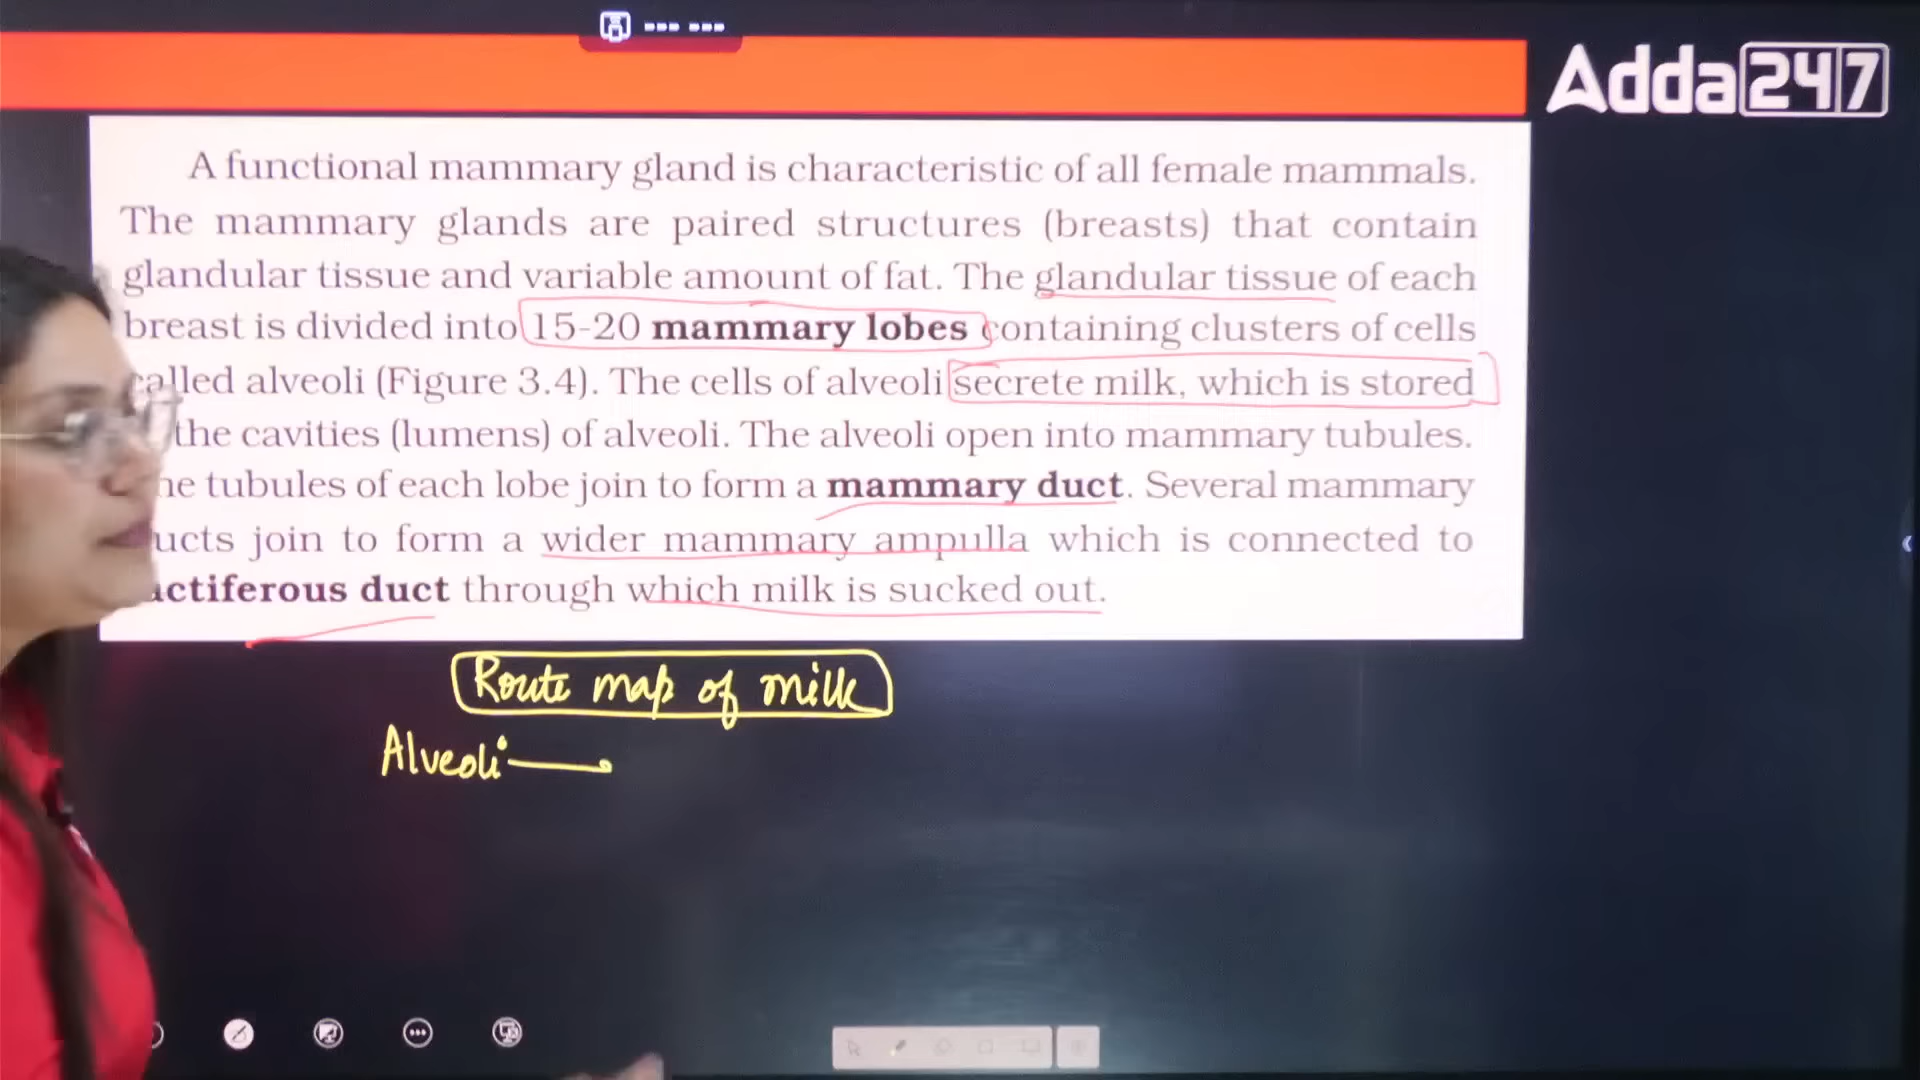 Adda247
A functional mammary gland is characteristic of all female mammals.
The mammary glands are paired structures (breasts) that contain
glandular tissue and variable amount of fat. The glandular tissue of each
breast is divided into 15-20 mammary lobes containing clusters of cells
called alveoli (Figure 3.4). The cells of alveoli secrete milk, which is stored
the cavities (lumens) of alveoli. The alveoli open into mammary tubules.
he tubules of each lobe join to form a mammary duct. Several mammary
ucts join to form a wider mammary ampulla which is connected to
ctiferous duct through which milk is sucked out.
Route map of milk
Alveoli